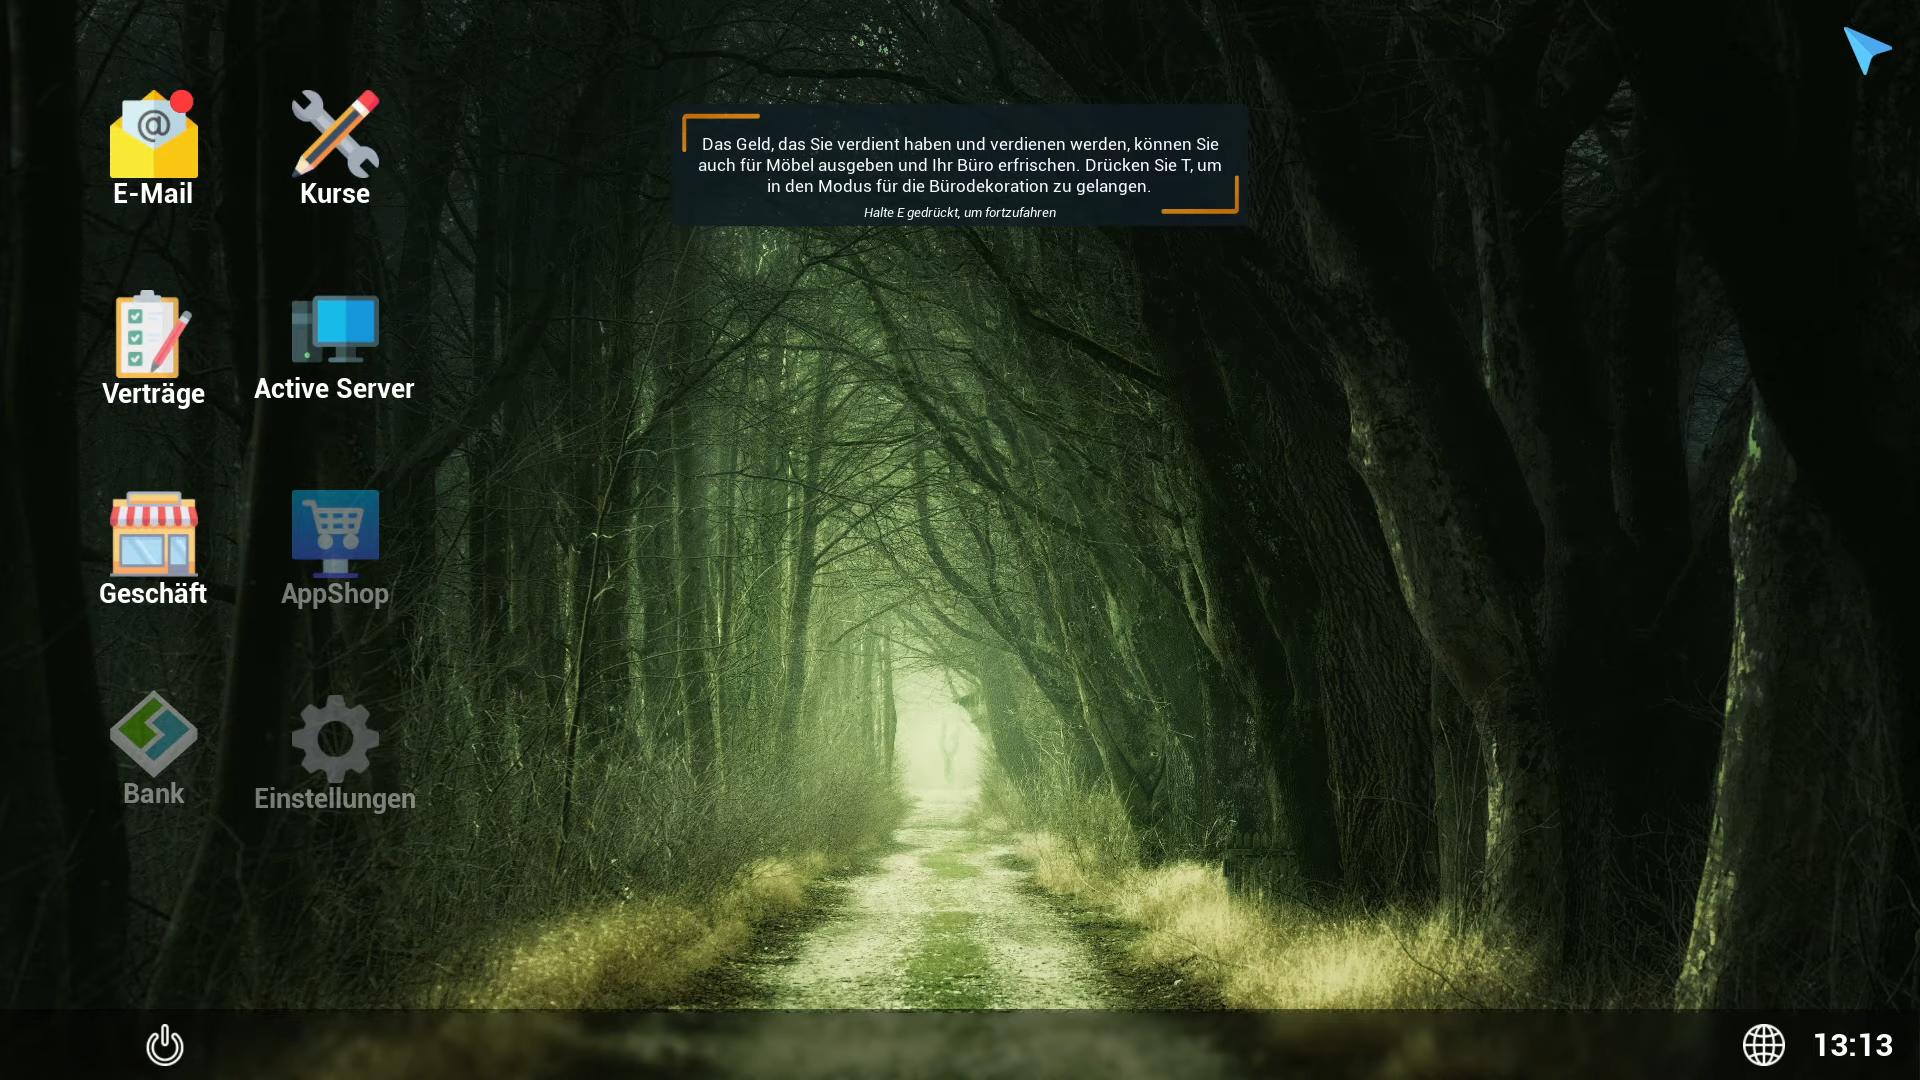 E-Mail
Kurse
Das Geld, das Sie verdient haben und verdienen werden, können Sie
auch für Möbel ausgeben und Ihr Büro erfrischen. Drücken Sie T, um
in den Modus für die Bürodekoration zu gelangen.
Halte E gedrückt, um fortzufahren
Verträge
Active Server
Geschäft
AppShop
Bank
Einstellungen
13:13